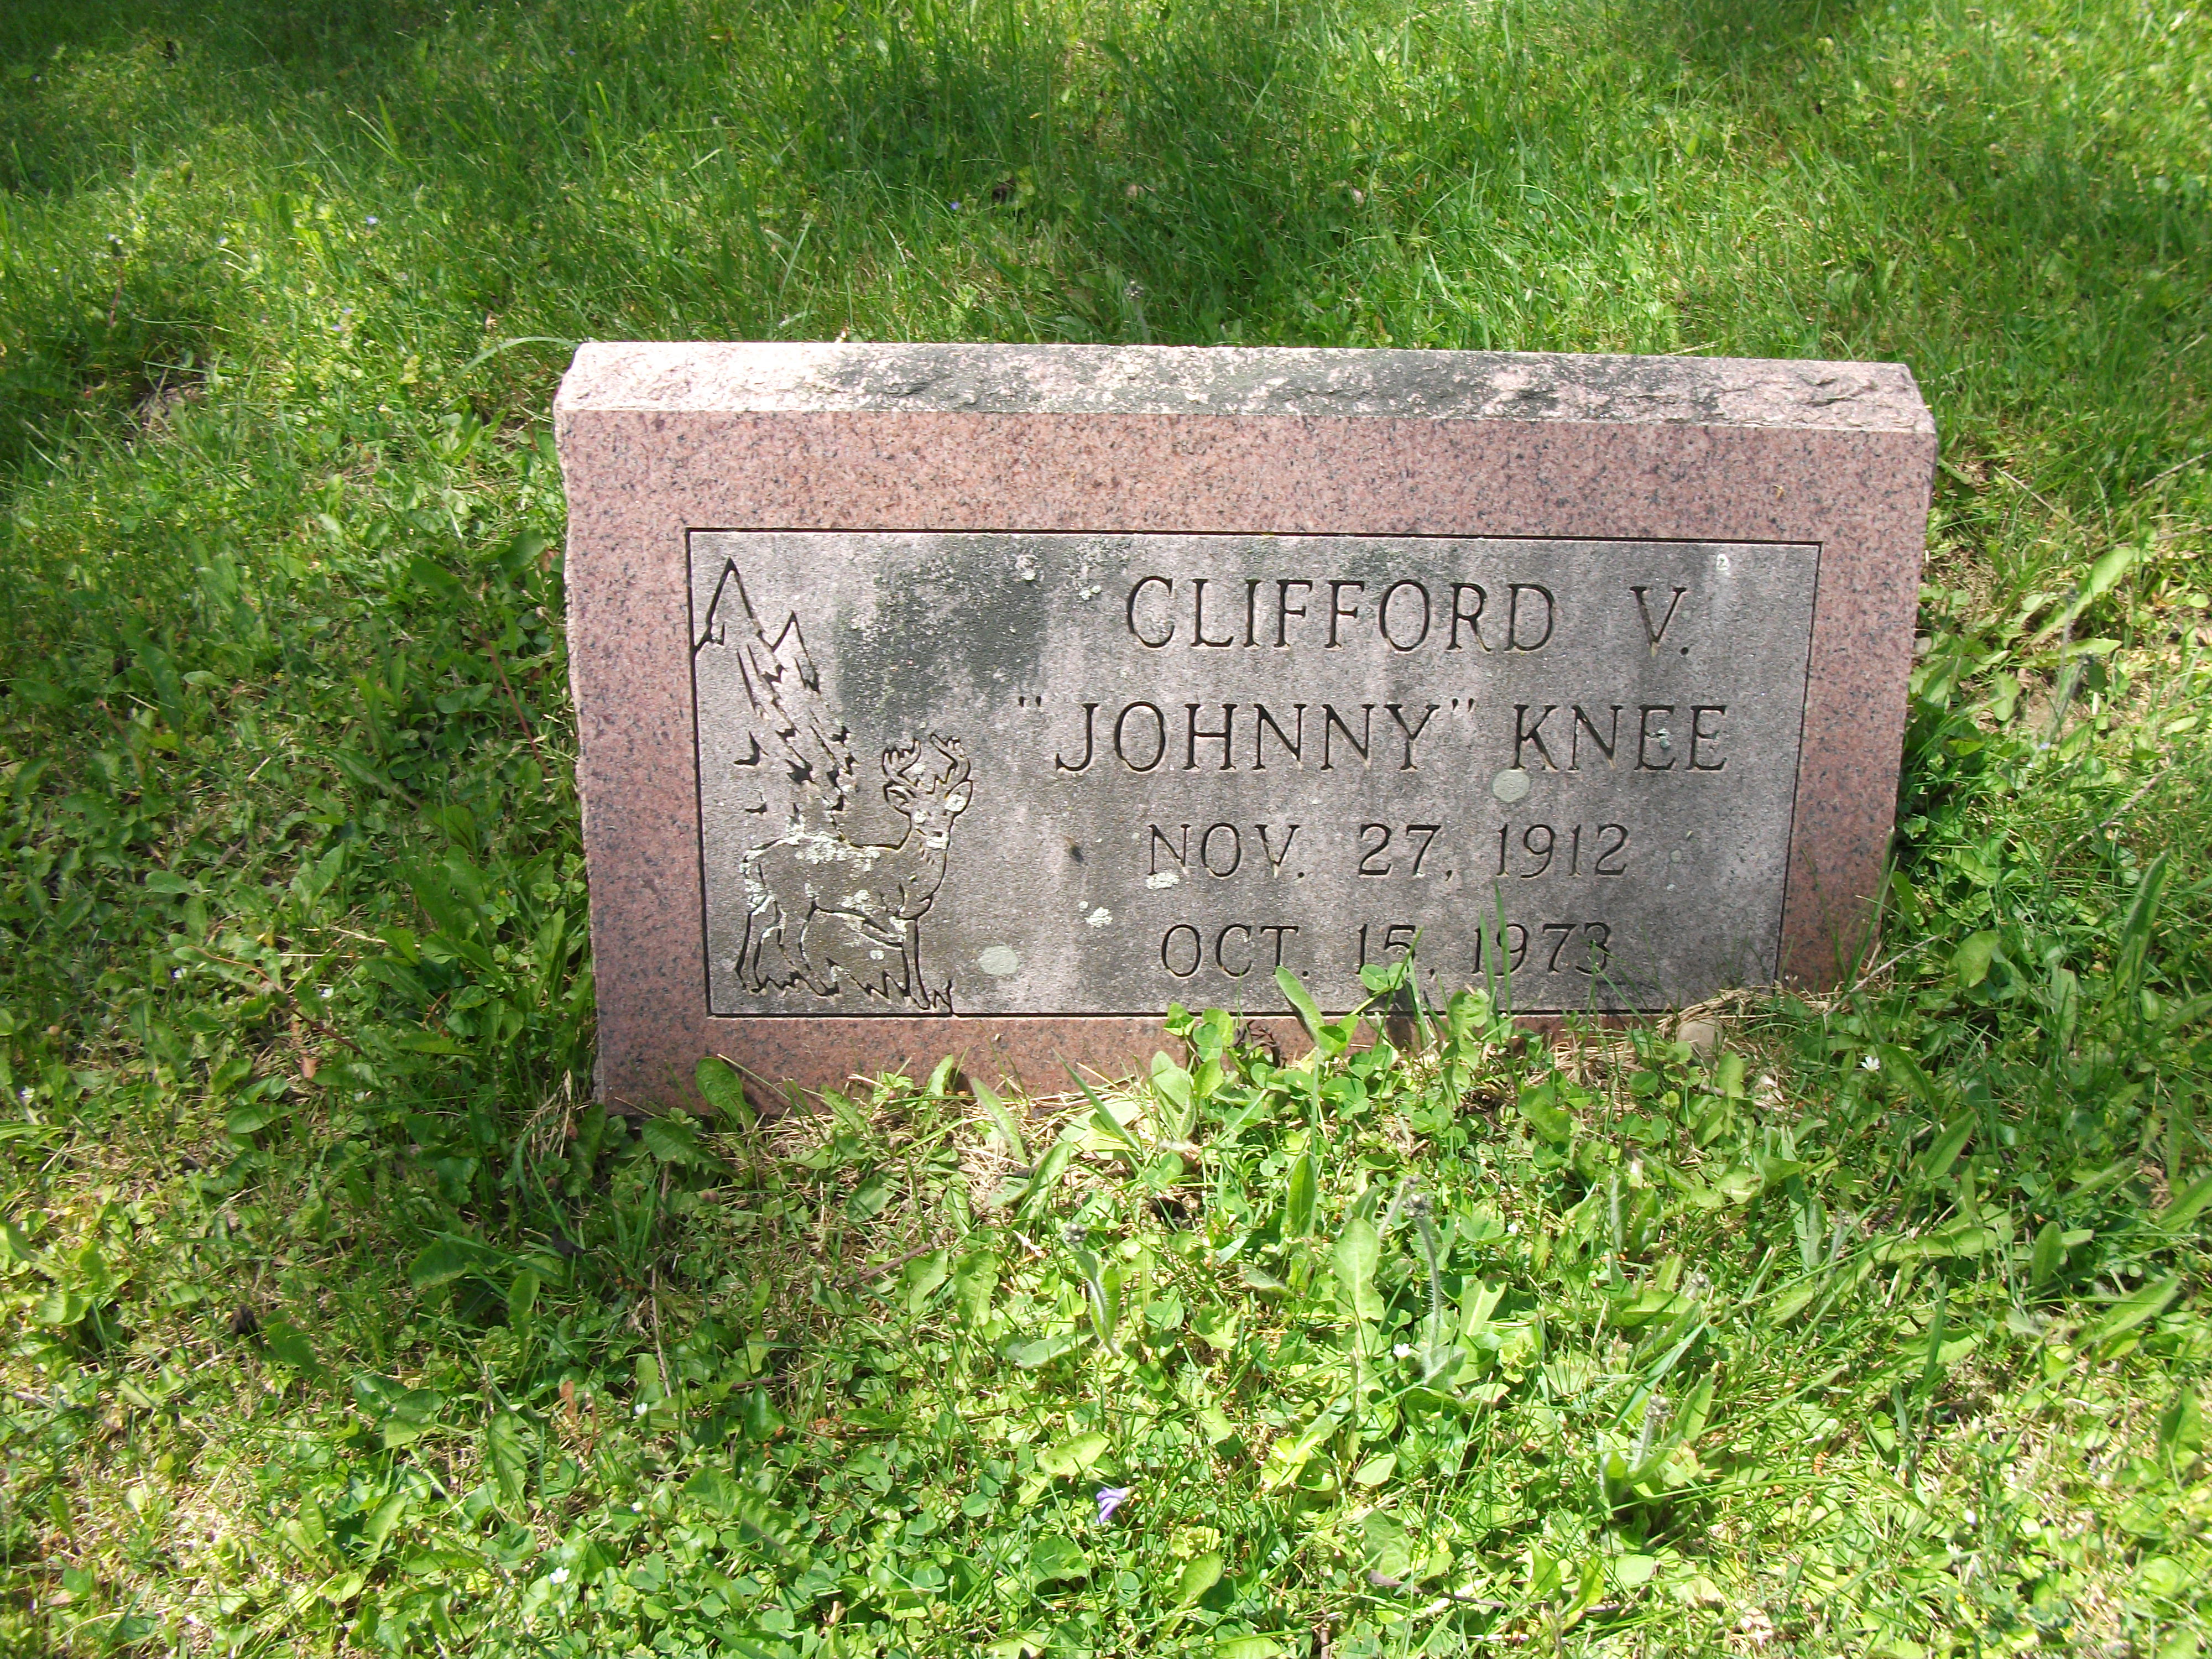 CLIFFORD V.
"JOHNNY" KNEE
NOV. 27, 1912
OCT. 15, 1973